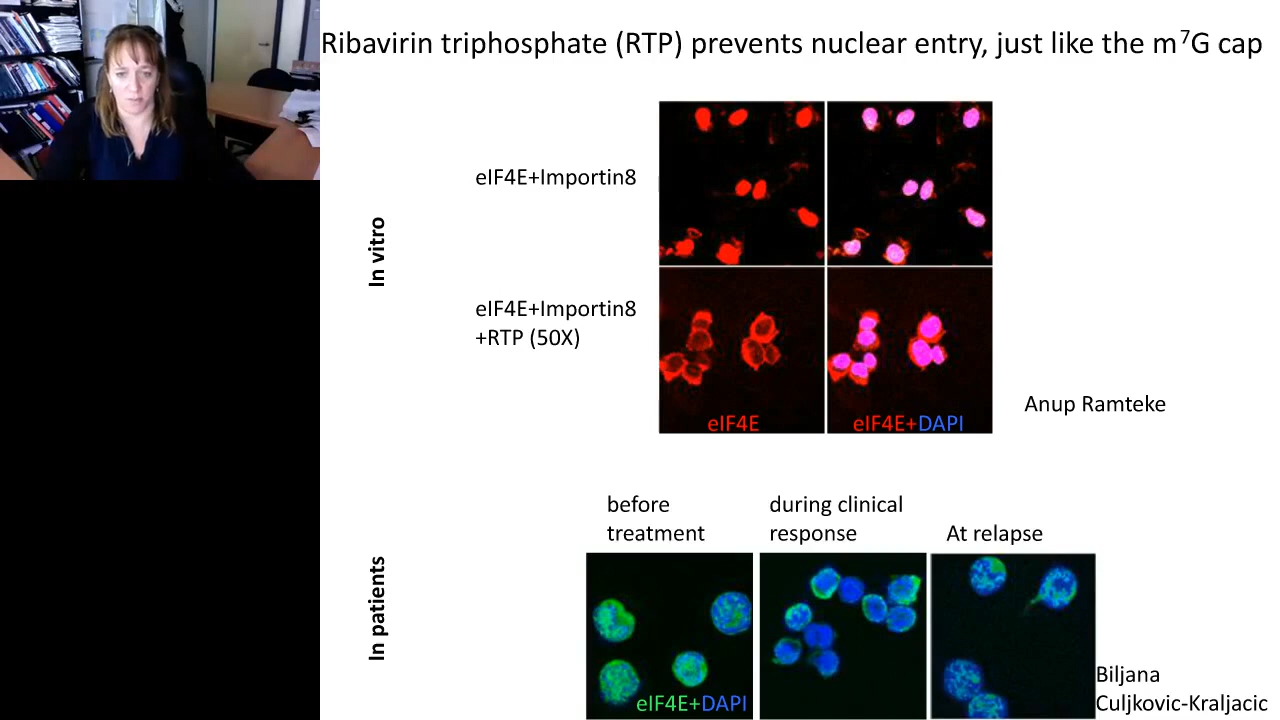 Ribavirin triphosphate (RTP) prevents nuclear entry, just like the m⁷G cap
In vitro
eIF4E+Importin8
eIF4E+Importin8
+RTP (50X)
eIF4E
eIF4E+DAPI
Anup Ramteke
In patients
before
treatment
during clinical
response
At relapse
eIF4E+DAPI
Biljana
Culjkovic-Kraljacic